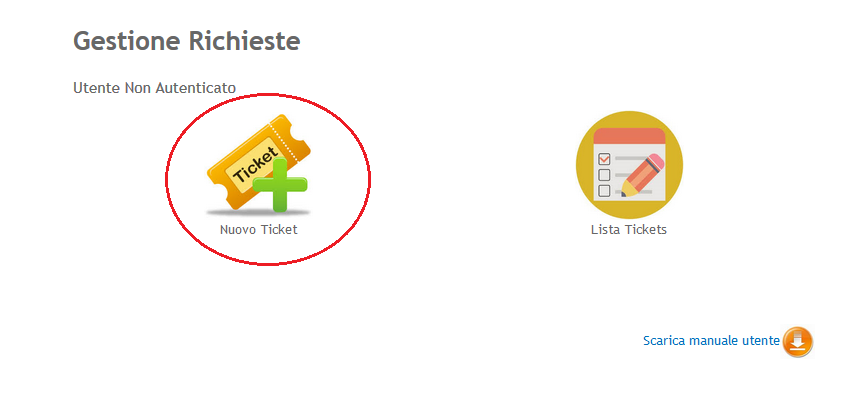 Gestione Richieste
Utente Non Autenticato
Ticket
Nuovo Ticket
Lista Tickets
Scarica manuale utente